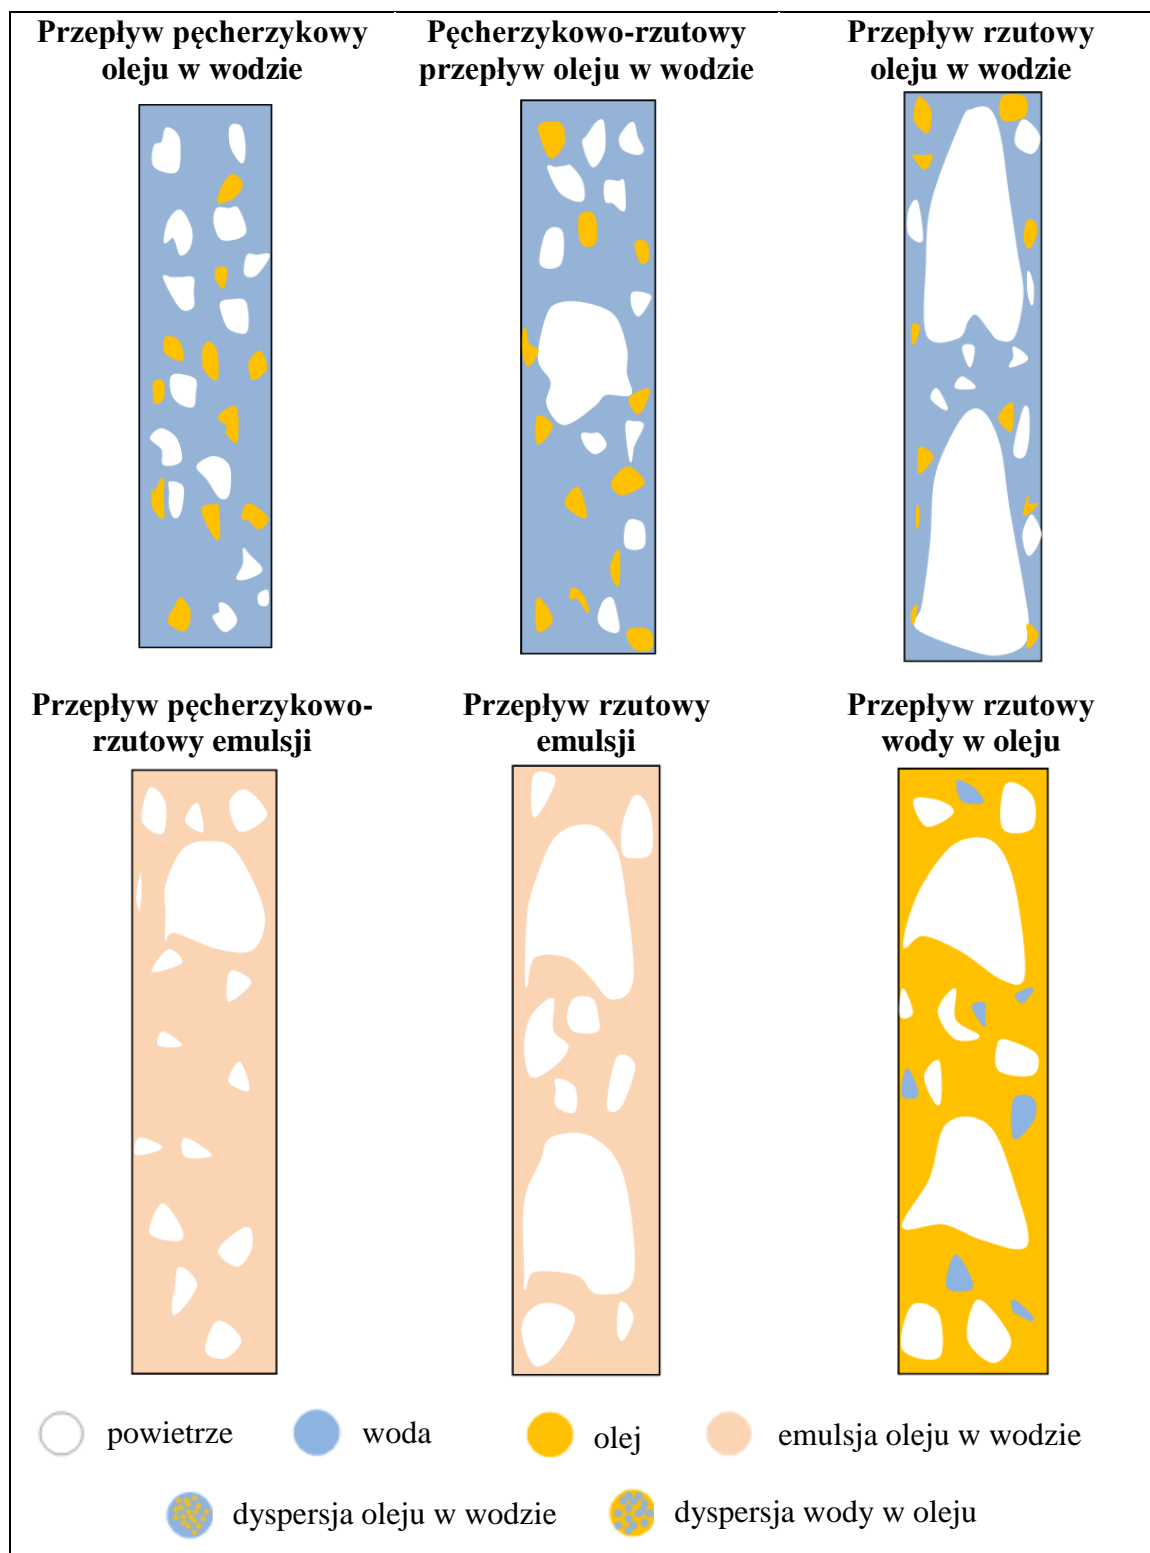 Przepływ pęcherzykowy
oleju w wodzie
Pęcherzykowo-rzutowy
przepływ oleju w wodzie
Przepływ rzutowy
oleju w wodzie
Przepływ pęcherzykowo-
rzutowy emulsji
Przepływ rzutowy
emulsji
Przepływ rzutowy
wody w oleju
powietrze
woda
olej
emulsja oleju w wodzie
dyspersja oleju w wodzie
dyspersja wody w oleju